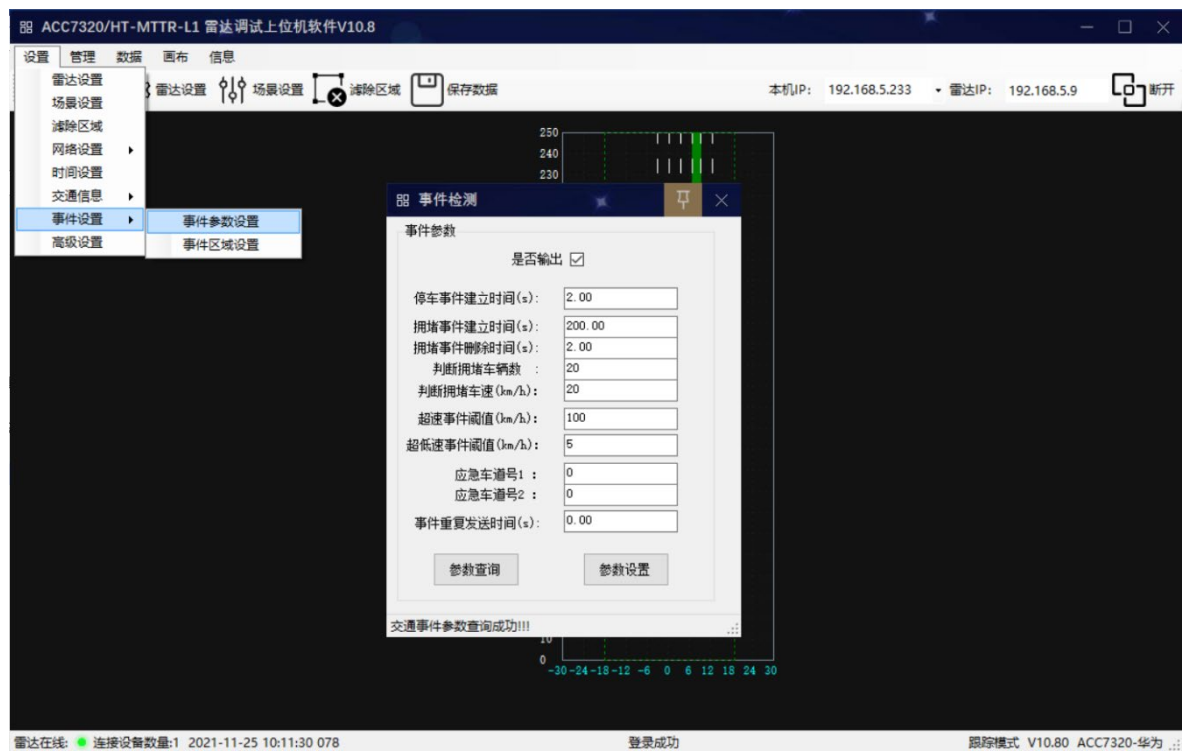 ACC7320/HT-MTTR-L1 雷达调试上位机软件V10.8
设置 管理 数据 画布 信息
雷达设置 场景设置 滤除区域 保存数据 本机IP: 192.168.5.233 雷达IP: 192.168.5.9 断开
雷达设置
场景设置
滤除区域
网络设置
时间设置
交通信息
事件设置
高级设置
事件参数设置
事件区域设置
250
240
230
事件检测
事件参数
是否输出
停车事件建立时间(s): 2.00
拥堵事件建立时间(s): 200.00
拥堵事件删除时间(s): 2.00
判断拥堵车辆数 : 20
判断拥堵车速(km/h): 20
超速事件阈值(km/h): 100
超低速事件阈值(km/h): 5
应急车道号1 : 0
应急车道号2 : 0
事件重复发送时间(s): 0.00
参数查询 参数设置
交通事件参数查询成功!!!
10
0
-30 -24 -18 -12 -6 0 6 12 18 24 30
雷达在线: 连接设备数量:1 2021-11-25 10:11:30 078 登录成功 跟踪模式 V10.80 ACC7320-华为